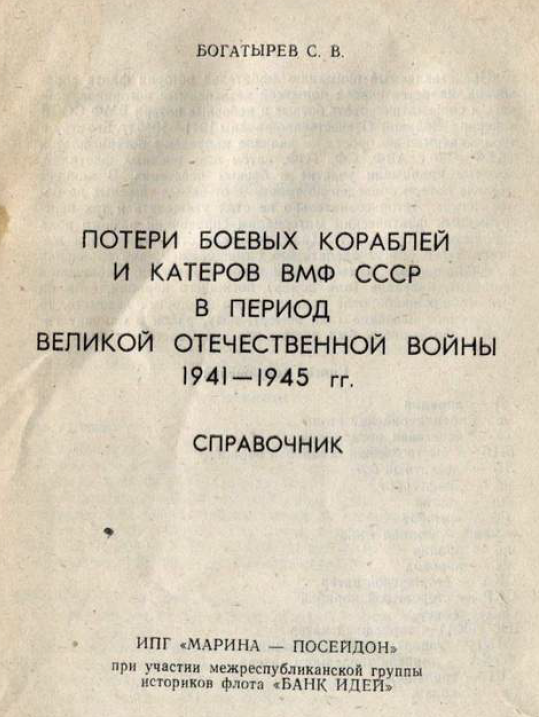 БОГАТЫРЕВ С. В.
ПОТЕРИ БОЕВЫХ КОРАБЛЕЙ
И КАТЕРОВ ВМФ СССР
В ПЕРИОД
ВЕЛИКОЙ ОТЕЧЕСТВЕННОЙ ВОЙНЫ
1941—1945 гг.
СПРАВОЧНИК
ИПГ «МАРИНА — ПОСЕЙДОН»
при участии межреспубликанской группы
историков флота «БАНК ИДЕЙ»